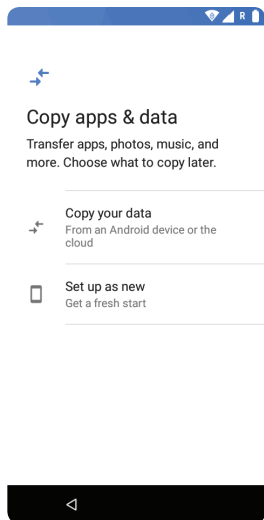 R
Copy apps & data
Transfer apps, photos, music, and
more. Choose what to copy later.
Copy your data
From an Android device or the
cloud
Set up as new
Get a fresh start